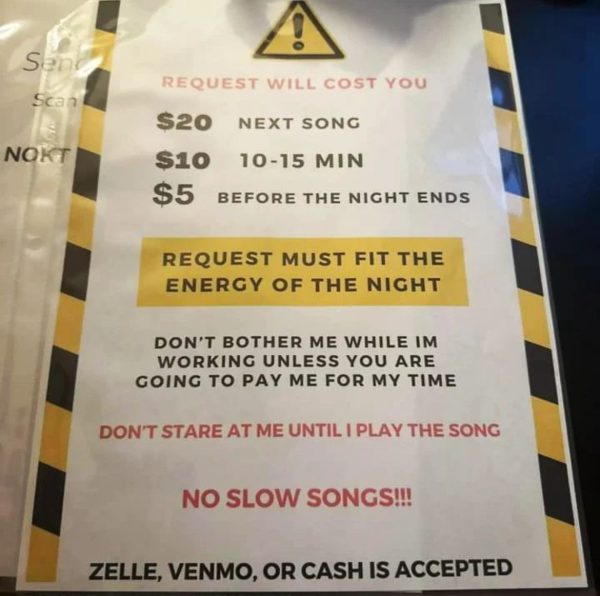 Send
Scan
NOKT
REQUEST WILL COST YOU
$20 NEXT SONG
$10 10-15 MIN
$5 BEFORE THE NIGHT ENDS
REQUEST MUST FIT THE
ENERGY OF THE NIGHT
DON'T BOTHER ME WHILE IM
WORKING UNLESS YOU ARE
GOING TO PAY ME FOR MY TIME
DON'T STARE AT ME UNTIL I PLAY THE SONG
NO SLOW SONGS!!!
ZELLE, VENMO, OR CASH IS ACCEPTED